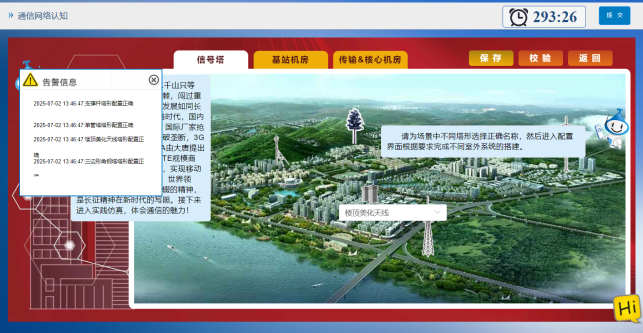 » 通信网络认知
293:26
提 交
信号塔
基站机房
传输&核心机房
保 存
校 验
返 回
告警信息
2025-07-02 13:46:47 支撑杆塔形配置正确
2025-07-02 13:46:47 单管塔塔形配置正确
2025-07-02 13:46:47 楼顶美化天线塔形配置正
确
2025-07-02 13:46:47 三边形角钢塔塔形配置正
千山只等
闯过重
发展如同长
时代，国内
国际厂家抢
破垄断，3G
A由大唐提出
TE规模商
实现移动
世界领
的精神，
是长征精神在新时代的写照。接下来
进入实践仿真，体会通信的魅力！
请为场景中不同塔形选择正确名称，然后进入配置
界面根据要求完成不同室外系统的搭建。
楼顶美化天线
Hi